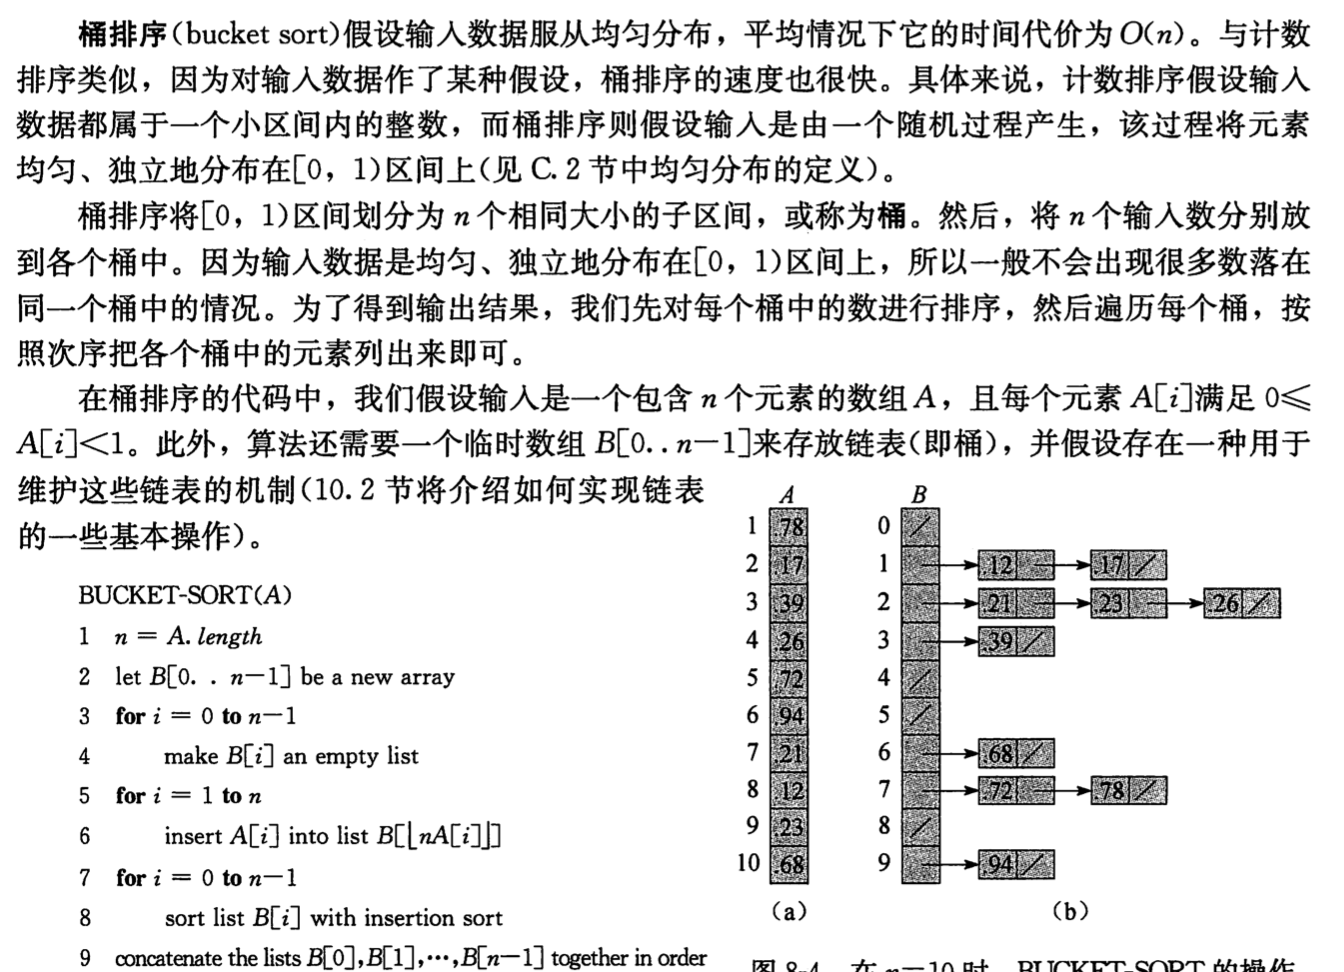 桶排序(bucket sort)假设输入数据服从均匀分布，平均情况下它的时间代价为O(n)。与计数
排序类似，因为对输入数据作了某种假设，桶排序的速度也很快。具体来说，计数排序假设输入
数据都属于一个小区间内的整数，而桶排序则假设输入是由一个随机过程产生，该过程将元素
均匀、独立地分布在[0，1)区间上(见 C.2 节中均匀分布的定义)。
桶排序将[0，1)区间划分为 n 个相同大小的子区间，或称为桶。然后，将 n 个输入数分别放
到各个桶中。因为输入数据是均匀、独立地分布在[0，1)区间上，所以一般不会出现很多数落在
同一个桶中的情况。为了得到输出结果，我们先对每个桶中的数进行排序，然后遍历每个桶，按
照次序把各个桶中的元素列出来即可。
在桶排序的代码中，我们假设输入是一个包含 n 个元素的数组 A，且每个元素 A[i]满足 0≤
A[i]<1。此外，算法还需要一个临时数组 B[0..n−1]来存放链表(即桶)，并假设存在一种用于
维护这些链表的机制(10.2 节将介绍如何实现链表
的一些基本操作)。
BUCKET-SORT(A)
1 n = A.length
2 let B[0. . n−1] be a new array
3 for i = 0 to n−1
4 make B[i] an empty list
5 for i = 1 to n
6 insert A[i] into list B[⌊nA[i]⌋]
7 for i = 0 to n−1
8 sort list B[i] with insertion sort
9 concatenate the lists B[0],B[1],⋯,B[n−1] together in order
A B
1 .78 0 /
2 .17 1 .12 .17 /
3 .39 2 .21 .23 .26 /
4 .26 3 .39 /
5 .72 4 /
6 .94 5 /
7 .21 6 .68 /
8 .12 7 .72 .78 /
9 .23 8 /
10 .68 9 .94 /
(a) (b)
图 8-4 在 n=10 时，BUCKET-SORT 的操作